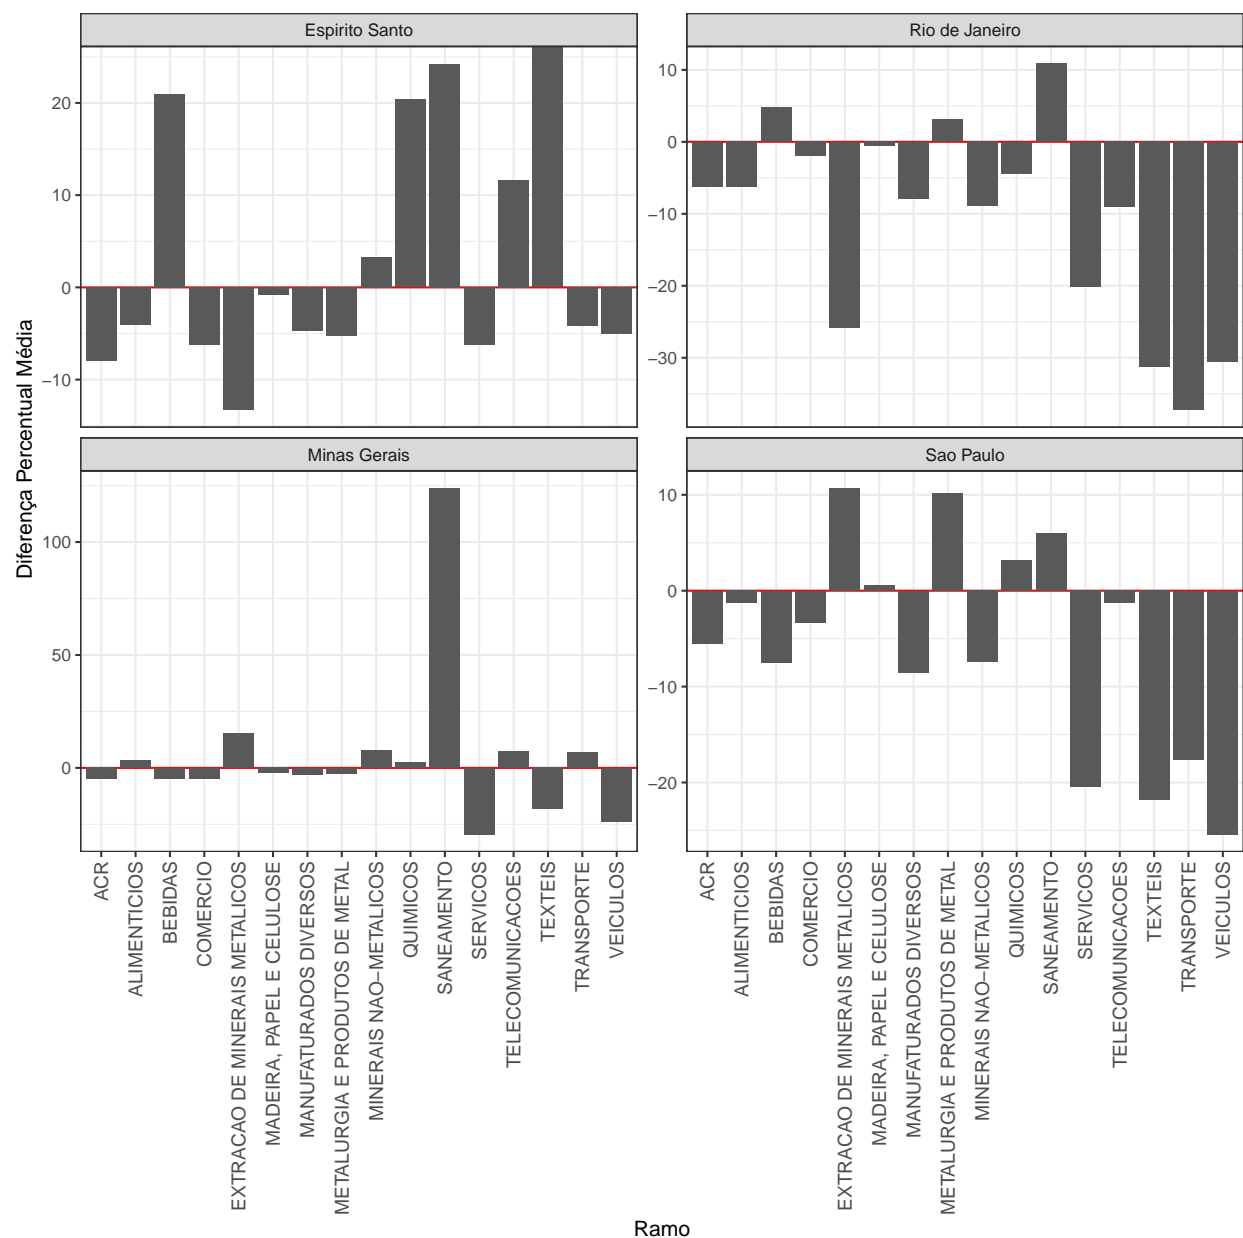 Espirito Santo
Rio de Janeiro
20
10
0
−10
10
0
−10
−20
−30
Minas Gerais
Sao Paulo
100
50
0
10
0
−10
−20
Diferença Percentual Média
ACR
ALIMENTICIOS
BEBIDAS
COMERCIO
EXTRACAO DE MINERAIS METALICOS
MADEIRA, PAPEL E CELULOSE
MANUFATURADOS DIVERSOS
METALURGIA E PRODUTOS DE METAL
MINERAIS NAO−METALICOS
QUIMICOS
SANEAMENTO
SERVICOS
TELECOMUNICACOES
TEXTEIS
TRANSPORTE
VEICULOS
ACR
ALIMENTICIOS
BEBIDAS
COMERCIO
EXTRACAO DE MINERAIS METALICOS
MADEIRA, PAPEL E CELULOSE
MANUFATURADOS DIVERSOS
METALURGIA E PRODUTOS DE METAL
MINERAIS NAO−METALICOS
QUIMICOS
SANEAMENTO
SERVICOS
TELECOMUNICACOES
TEXTEIS
TRANSPORTE
VEICULOS
Ramo